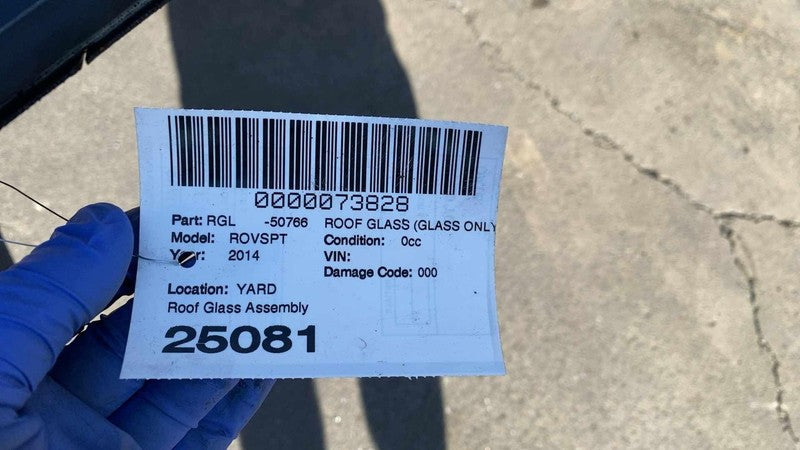 0000073828
Part: RGL -50766 ROOF GLASS (GLASS ONLY
Model: ROVSPT Condition: 0cc
Year: 2014 VIN:
Damage Code: 000
Location: YARD
Roof Glass Assembly
25081